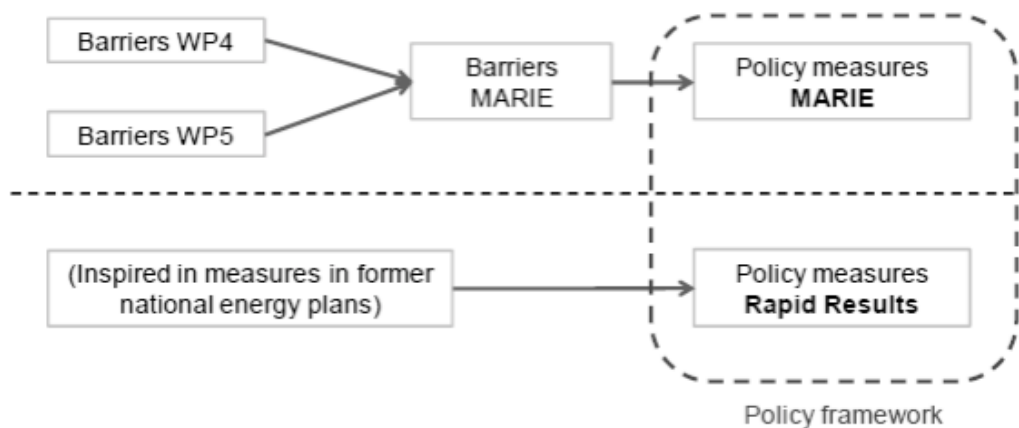 Barriers WP4
Barriers WP5
Barriers
MARIE
Policy measures
MARIE
(Inspired in measures in former
national energy plans)
Policy measures
Rapid Results
Policy framework